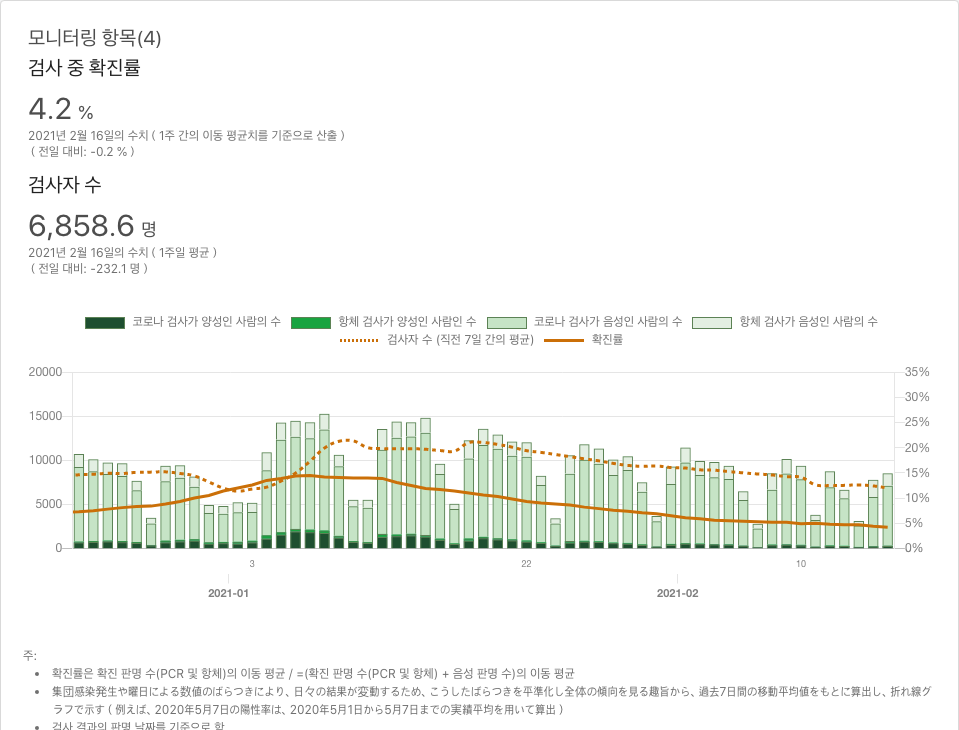 모니터링 항목(4)
검사 중 확진률
4.2 %
2021년 2월 16일의 수치 ( 1주 간의 이동 평균치를 기준으로 산출 )
( 전일 대비: -0.2 % )
검사자 수
6,858.6 명
2021년 2월 16일의 수치 ( 1주일 평균 )
( 전일 대비: -232.1 명 )
코로나 검사가 양성인 사람의 수 항체 검사가 양성인 사람인 수 코로나 검사가 음성인 사람의 수 항체 검사가 음성인 사람의 수
검사자 수 (직전 7일 간의 평균) 확진률
20000 35%
30%
15000 25%
20%
10000 15%
5000 10%
5%
0 0%
3 22 10
2021-01 2021-02
주:
• 확진률은 확진 판명 수(PCR 및 항체)의 이동 평균 / =(확진 판명 수(PCR 및 항체) + 음성 판명 수)의 이동 평균
• 集団感染発生や曜日による数値のばらつきにより、日々の結果が変動するため、こうしたばらつきを平準化し全体の傾向を見る趣旨から、過去7日間の移動平均値をもとに算出し、折れ線グ
ラフで示す ( 例えば、2020年5月7日の陽性率は、2020年5月1日から5月7日までの実績平均を用いて算出 )
• 검사 결과의 판명 날짜를 기준으로 함